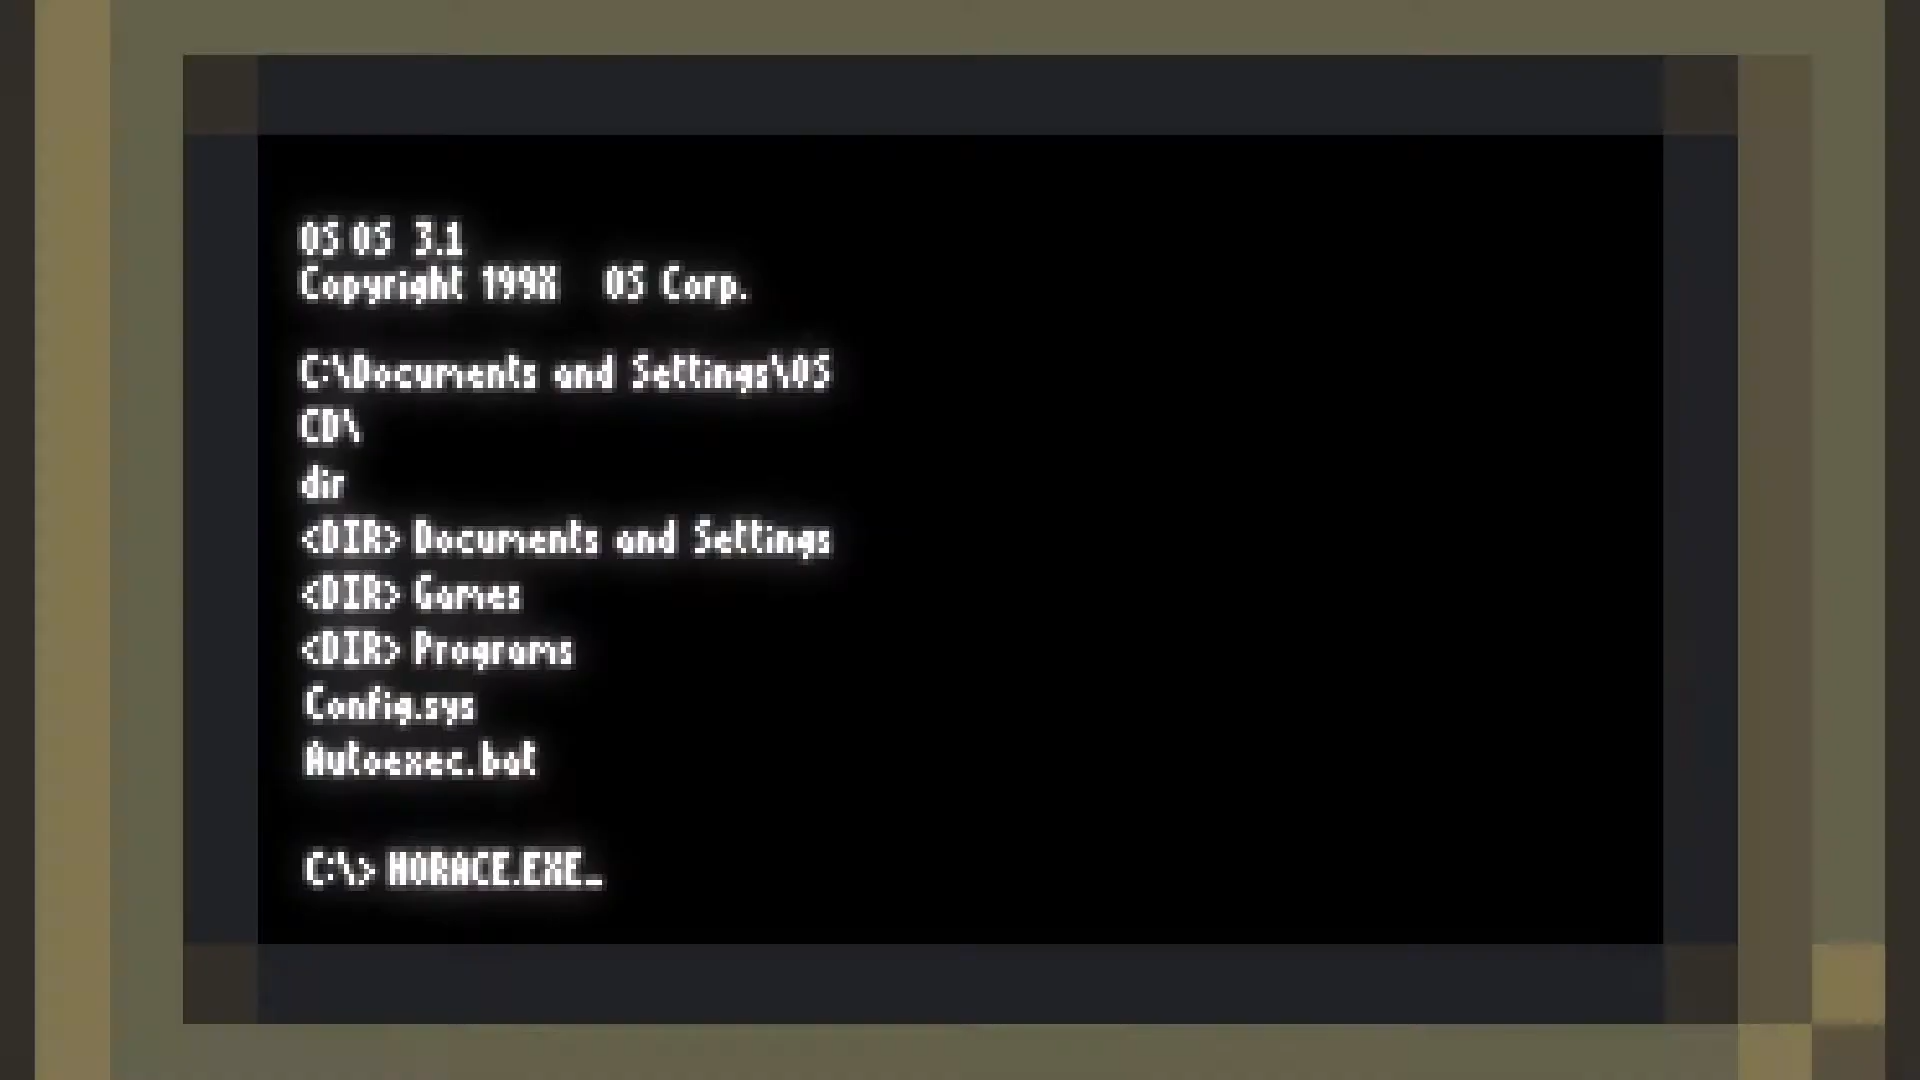 OS OS 3.1
Copyright 199X OS Corp.
C:\Documents and Settings\OS
CD\
dir
<DIR> Documents and Settings
<DIR> Games
<DIR> Programs
Config.sys
Autoexec.bat
C:\> HORACE.EXE_